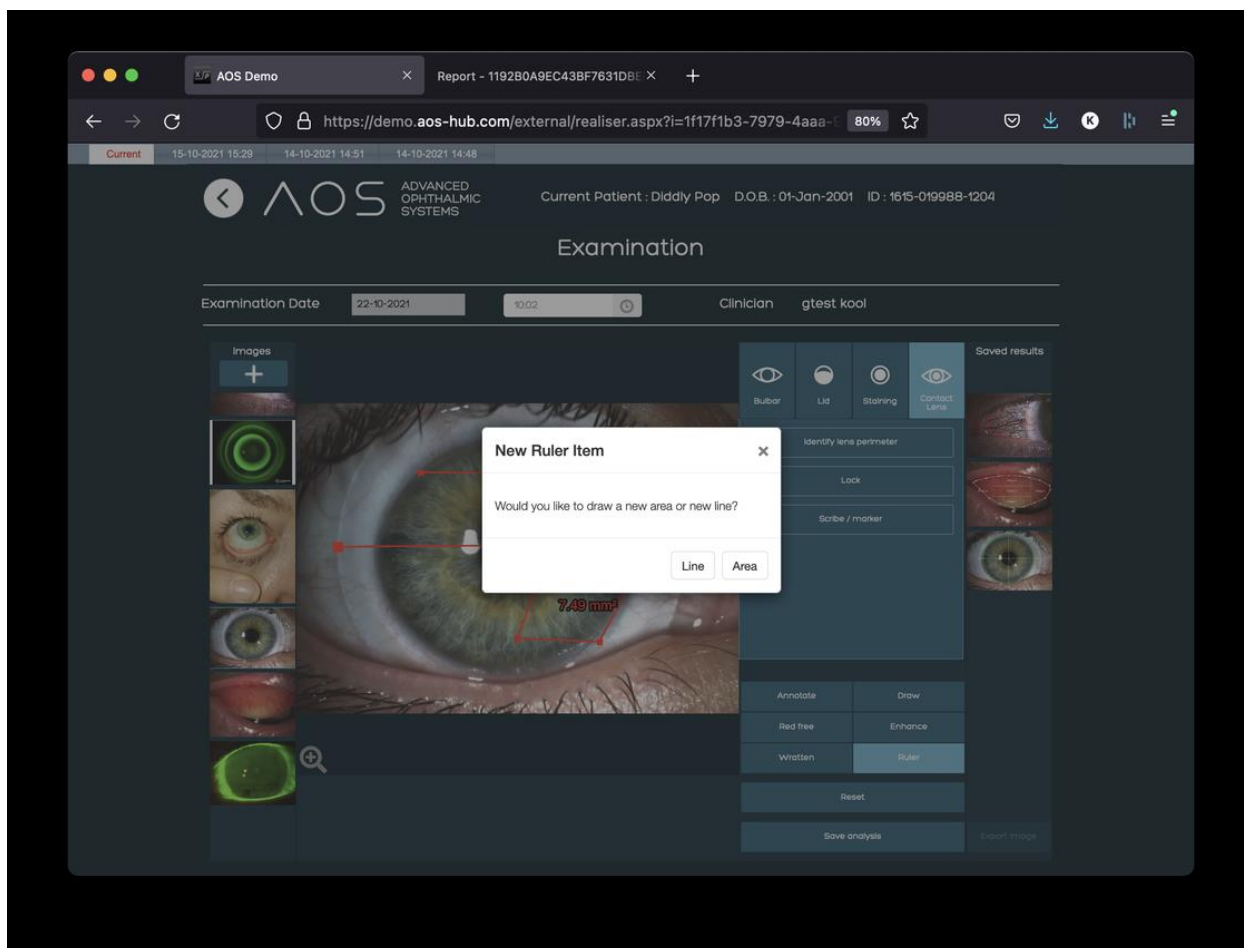 AOS Demo
Report - 1192B0A9EC43BF7631DBE
https://demo.aos-hub.com/external/realiser.aspx?i=1f17f1b3-7979-4aaa-
80%
K
Current 15-10-2021 15:29 14-10-2021 14:51 14-10-2021 14:48
AOS ADVANCED
OPHTHALMIC
SYSTEMS
Current Patient : Diddly Pop D.O.B. : 01-Jan-2001 ID : 1615-019988-1204
Examination
Examination Date 22-10-2021 10:02 Clinician gtest kool
Images
Saved results
Bulbar Lid Staining Contact
Lens
Identify lens perimeter
Lock
Scribe / marker
New Ruler Item
Would you like to draw a new area or new line?
Line Area
7.49 mm²
Annotate Draw
Red free Enhance
Wratten Ruler
Reset
Save analysis Export image